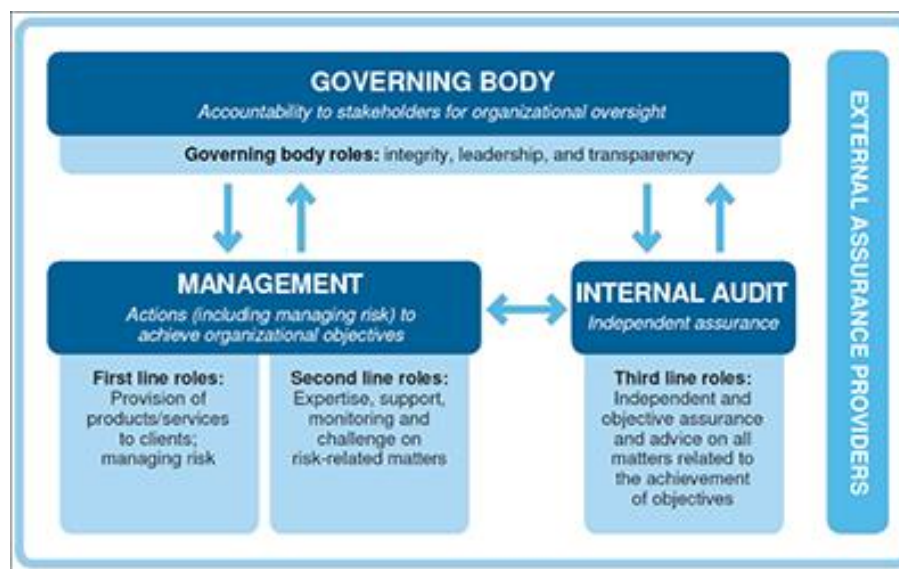 GOVERNING BODY
Accountability to stakeholders for organizational oversight
Governing body roles: integrity, leadership, and transparency
MANAGEMENT
Actions (including managing risk) to
achieve organizational objectives
First line roles:
Provision of
products/services
to clients;
managing risk
Second line roles:
Expertise, support,
monitoring and
challenge on
risk-related matters
INTERNAL AUDIT
Independent assurance
Third line roles:
Independent and
objective assurance
and advice on all
matters related to
the achievement
of objectives
EXTERNAL ASSURANCE PROVIDERS